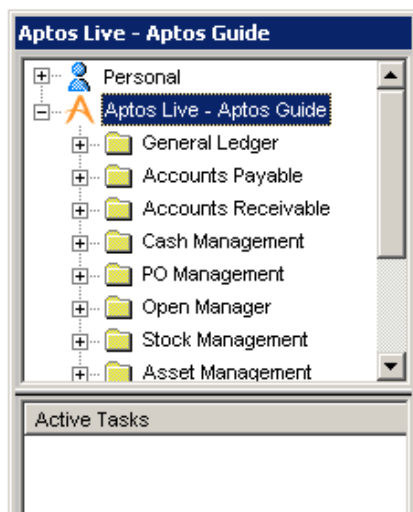 Aptos Live - Aptos Guide
Personal
Aptos Live - Aptos Guide
General Ledger
Accounts Payable
Accounts Receivable
Cash Management
PO Management
Open Manager
Stock Management
Asset Management
Active Tasks